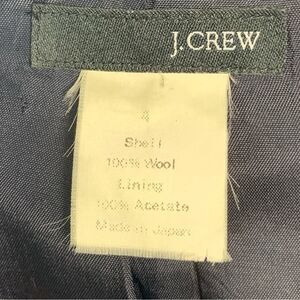 J.CREW
4
Shell
100% Wool
Lining
100% Acetate
Made in Japan